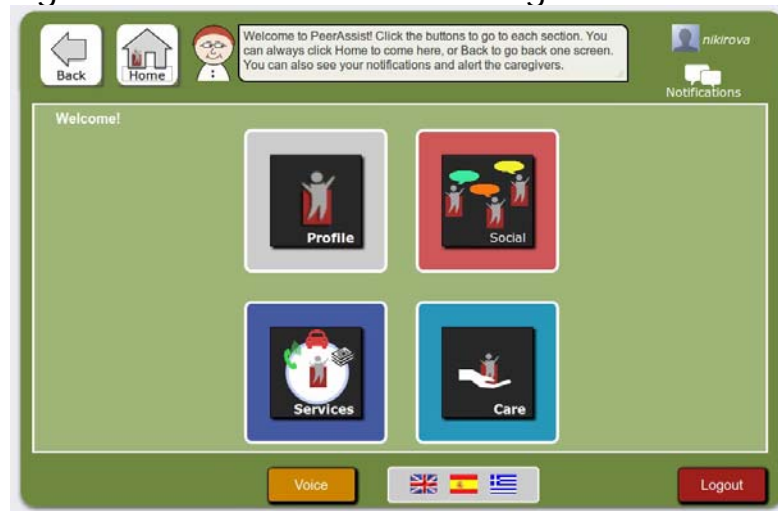 Welcome to PeerAssist! Click the buttons to go to each section. You
can always click Home to come here, or Back to go back one screen.
You can also see your notifications and alert the caregivers.
nikirova
Back
Home
Notifications
Welcome!
Profile
Social
Services
Care
Voice
Logout